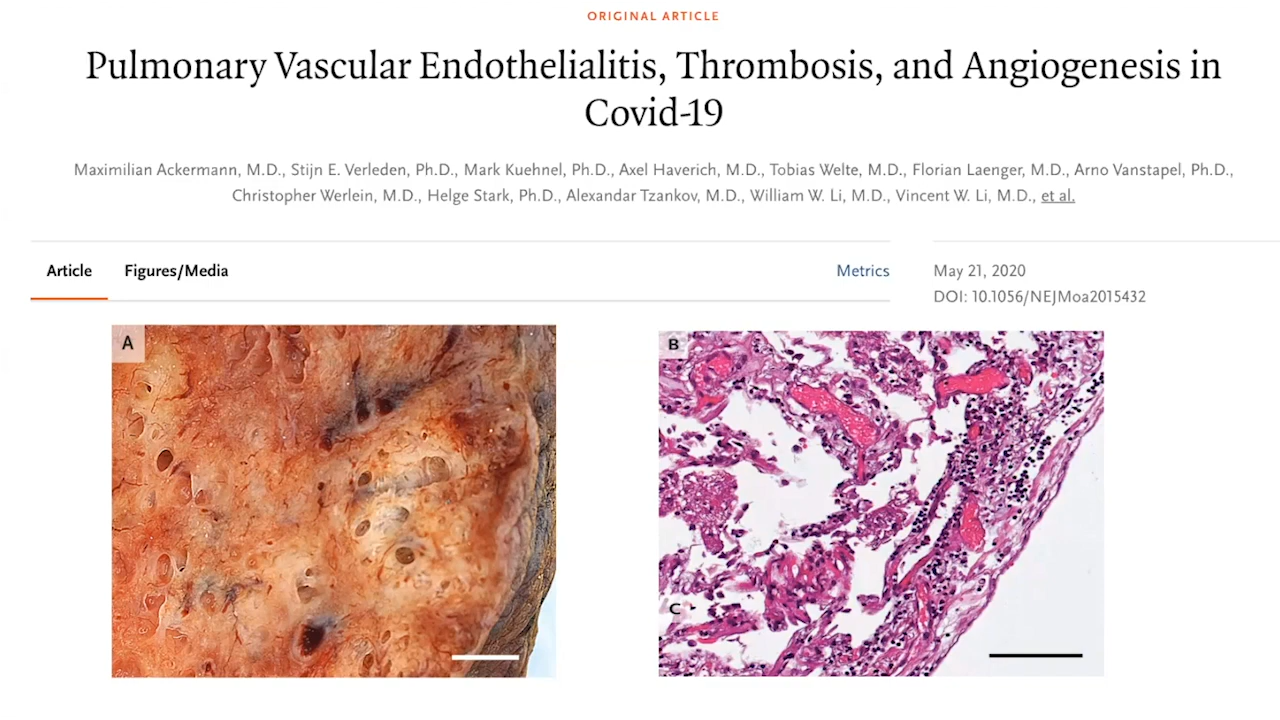 ORIGINAL ARTICLE
Pulmonary Vascular Endothelialitis, Thrombosis, and Angiogenesis in
Covid-19
Maximilian Ackermann, M.D., Stijn E. Verleden, Ph.D., Mark Kuehnel, Ph.D., Axel Haverich, M.D., Tobias Welte, M.D., Florian Laenger, M.D., Arno Vanstapel, Ph.D.,
Christopher Werlein, M.D., Helge Stark, Ph.D., Alexandar Tzankov, M.D., William W. Li, M.D., Vincent W. Li, M.D., et al.
Article Figures/Media Metrics
May 21, 2020
DOI: 10.1056/NEJMoa2015432
A
B
C